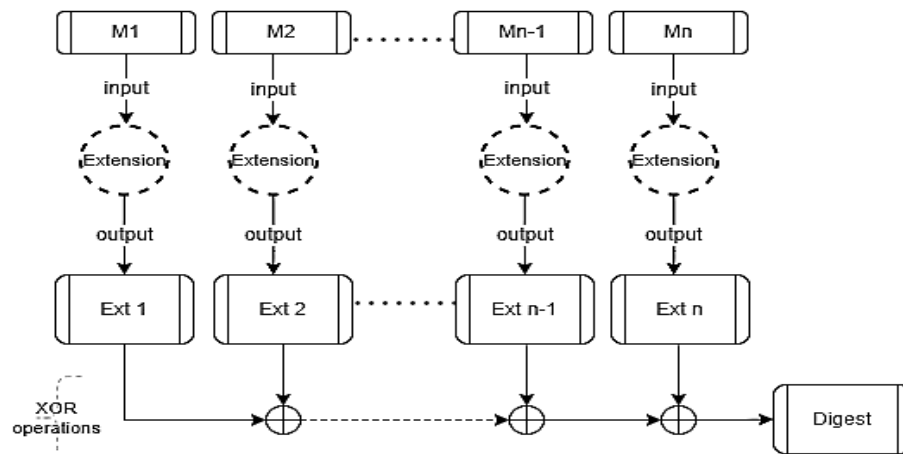 M1 M2 Mn-1 Mn
input input input input
Extension Extension Extension Extension
output output output output
Ext 1 Ext 2 Ext n-1 Ext n
XOR
operations
Digest